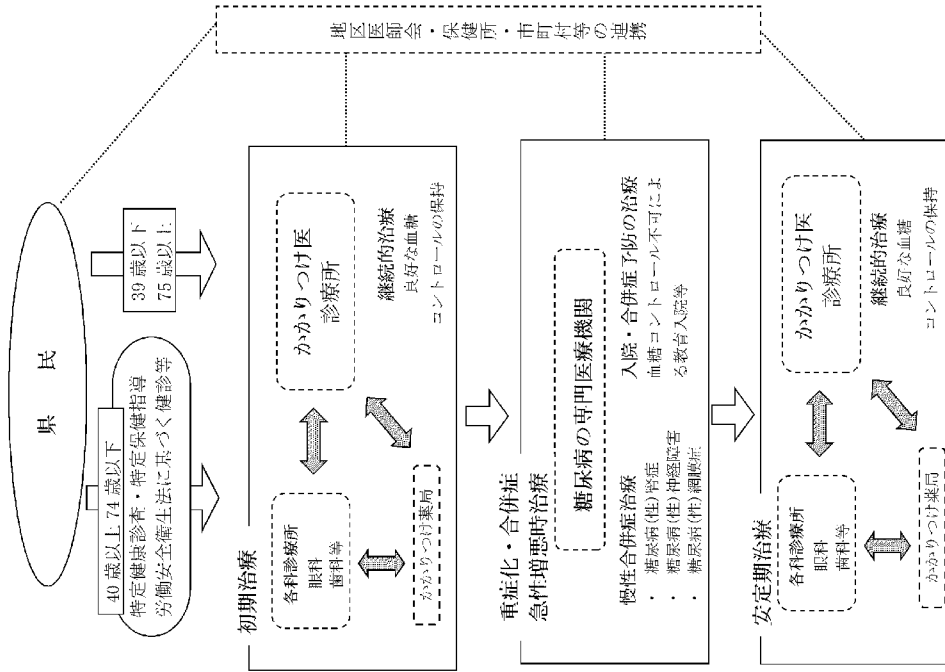 県　民
40 歳以上 74 歳以下
特定健康診査・特定保健指導
労働安全衛生法に基づく健診等
39 歳以下
75 歳以上
地区医師会・保健所・市町村等の連携
初期治療
各科診療所
眼科
歯科等
かかりつけ医
診療所
かかりつけ薬局
継続的治療
良好な血糖
コントロールの保持
重症化・合併症
急性増悪時治療
糖尿病の専門医療機関
慢性合併症治療
・ 糖尿病(性)腎症
・ 糖尿病(性)神経障害
・ 糖尿病(性)網膜症
入院・合併症予防の治療
血糖コントロール不可によ
る教育入院等
安定期治療
各科診療所
眼科
歯科等
かかりつけ医
診療所
かかりつけ薬局
継続的治療
良好な血糖
コントロールの保持